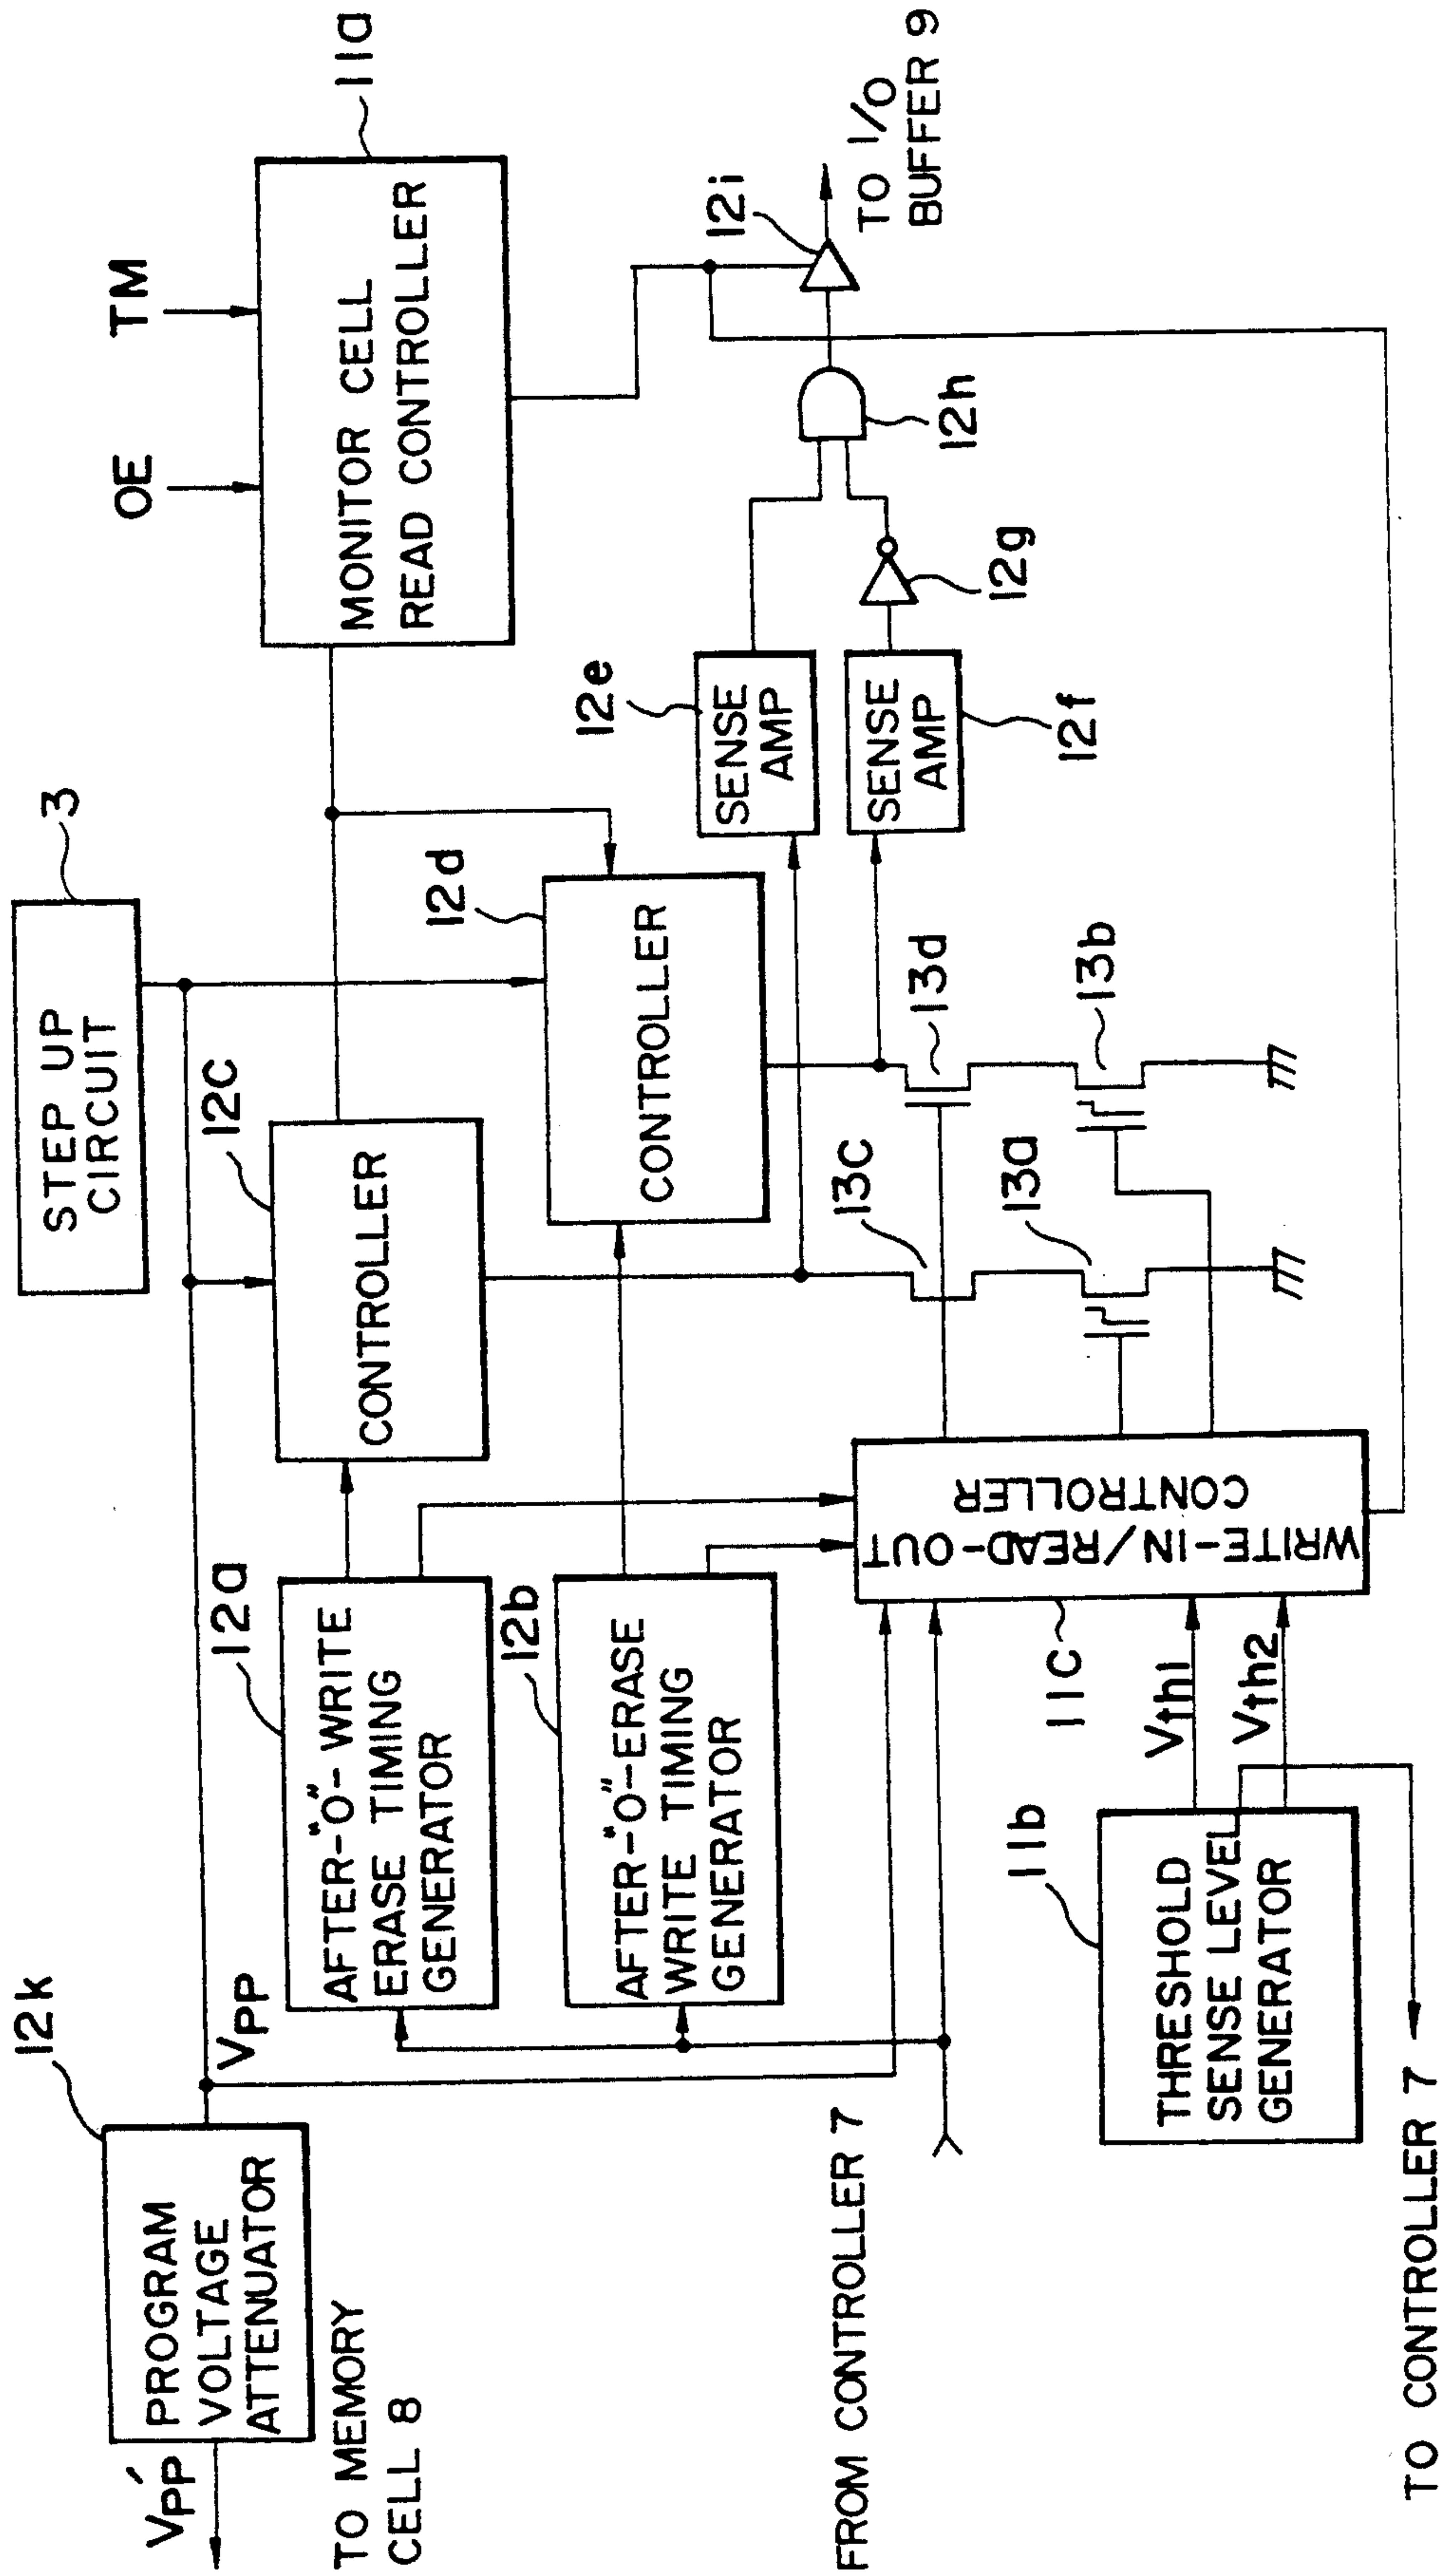 3
STEP UP
CIRCUIT
OE
TM
11a
MONITOR CELL
READ CONTROLLER
12k
PROGRAM
VOLTAGE
ATTENUATOR
VPP'
TO MEMORY
CELL 8
VPP
12a
AFTER-"0"-WRITE
ERASE TIMING
GENERATOR
12b
AFTER-"0"-ERASE
WRITE TIMING
GENERATOR
12C
CONTROLLER
12d
CONTROLLER
12e
SENSE
AMP
12f
SENSE
AMP
12g
12h
12i
TO I/O
BUFFER 9
13C
13d
13a
13b
FROM CONTROLLER 7
11C
WRITE-IN/READ-OUT
CONTROLLER
11b
THRESHOLD
SENSE LEVEL
GENERATOR
Vth1
Vth2
TO CONTROLLER 7